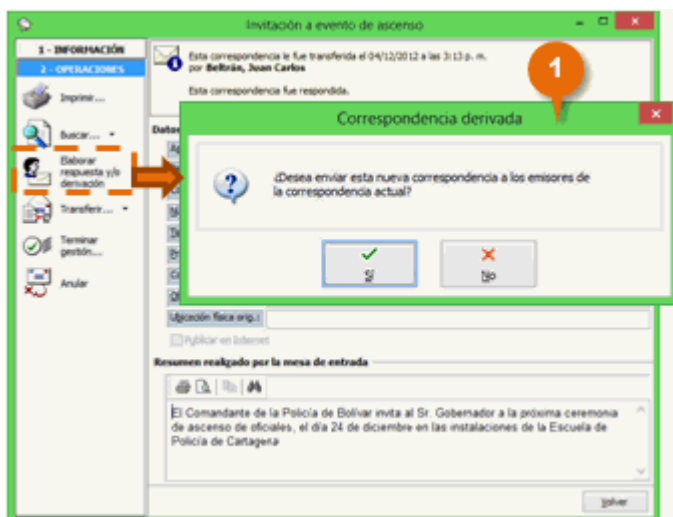 Invitación a evento de ascenso
1 - INFORMACIÓN
2 - OPERACIONES
Imprimir...
Buscar...
Elaborar
respuesta y/o
derivación
Transferir...
Terminar
gestión...
Anular
Esta correspondencia le fue transferida el 04/12/2012 a las 3:13 p. m.
por Beltrán, Juan Carlos
Esta correspondencia fue respondida.
1
Correspondencia derivada
¿Desea enviar esta nueva correspondencia a los emisores de
la correspondencia actual?
Sí
No
Datos
Ubicación física orig.:
Publicar en Internet
Resumen realizado por la mesa de entrada
El Comandante de la Policía de Bolívar invita al Sr. Gobernador a la próxima ceremonia
de ascenso de oficiales, el día 24 de diciembre en las instalaciones de la Escuela de
Policía de Cartagena
Volver